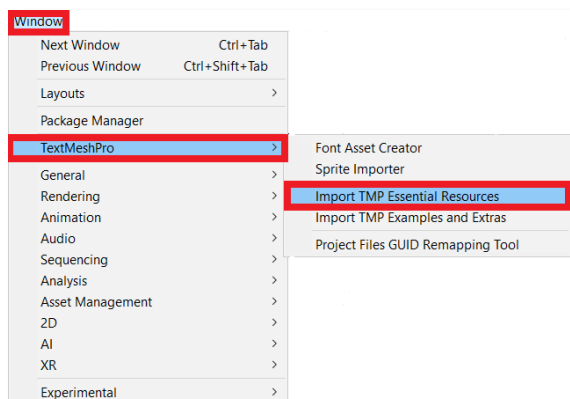 Window
Next Window Ctrl+Tab
Previous Window Ctrl+Shift+Tab
Layouts >
Package Manager
TextMeshPro >
General >
Rendering >
Animation >
Audio >
Sequencing >
Analysis >
Asset Management >
2D >
AI >
XR >
Experimental >
Font Asset Creator
Sprite Importer
Import TMP Essential Resources
Import TMP Examples and Extras
Project Files GUID Remapping Tool